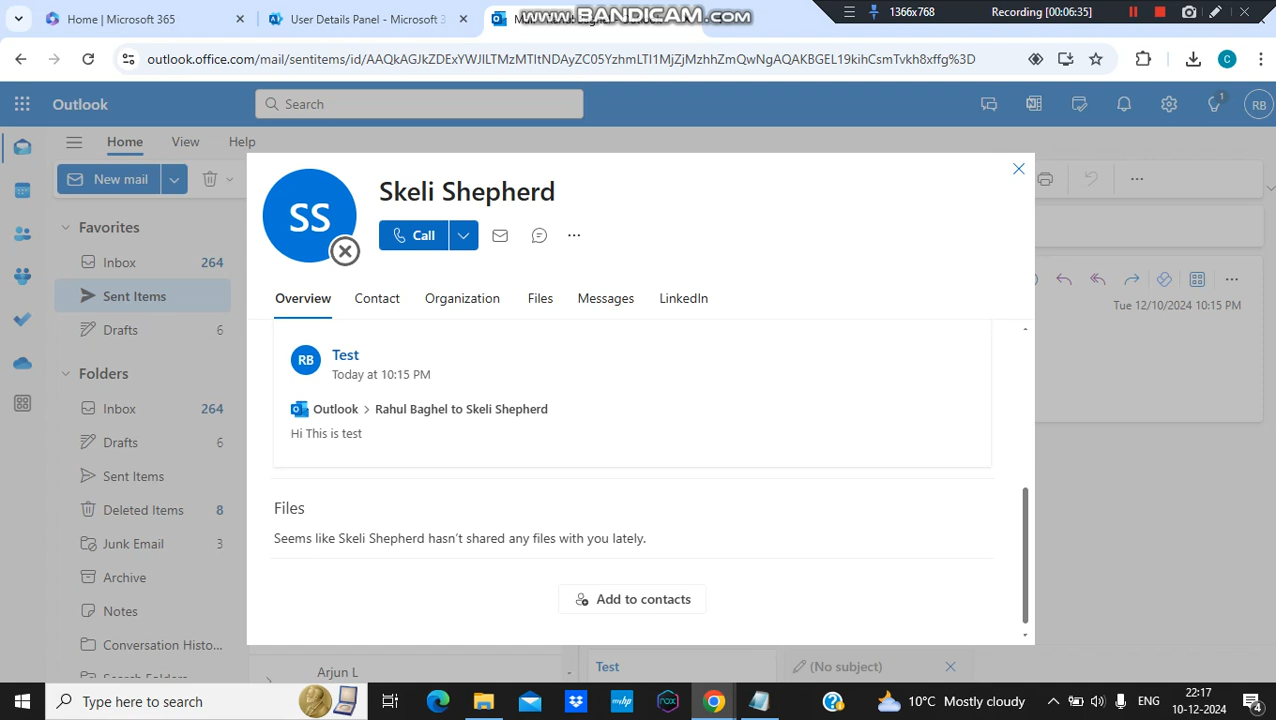 Home | Microsoft 365
User Details Panel - Microsoft 3
www.BANDICAM.com
1366x768
Recording [00:06:35]
outlook.office.com/mail/sentitems/id/AAQkAGJkZDExYWJlLTMzMTItNDAyZC05YzhmLTI1MjZjMzhhZmQwNgAQAKBGEL19kihCsmTvkh8xffg%3D
C
Outlook
Search
1
RB
Home
View
Help
New mail
Favorites
Inbox
264
Sent Items
Drafts
6
Folders
Inbox
264
Drafts
6
Sent Items
Deleted Items
8
Junk Email
3
Archive
Notes
Conversation Histo...
SS
Skeli Shepherd
Call
Overview
Contact
Organization
Files
Messages
LinkedIn
RB
Test
Today at 10:15 PM
Outlook > Rahul Baghel to Skeli Shepherd
Hi This is test
Files
Seems like Skeli Shepherd hasn't shared any files with you lately.
Add to contacts
Tue 12/10/2024 10:15 PM
Arjun L
Test
(No subject)
Type here to search
10°C Mostly cloudy
ENG
22:17
10-12-2024
4